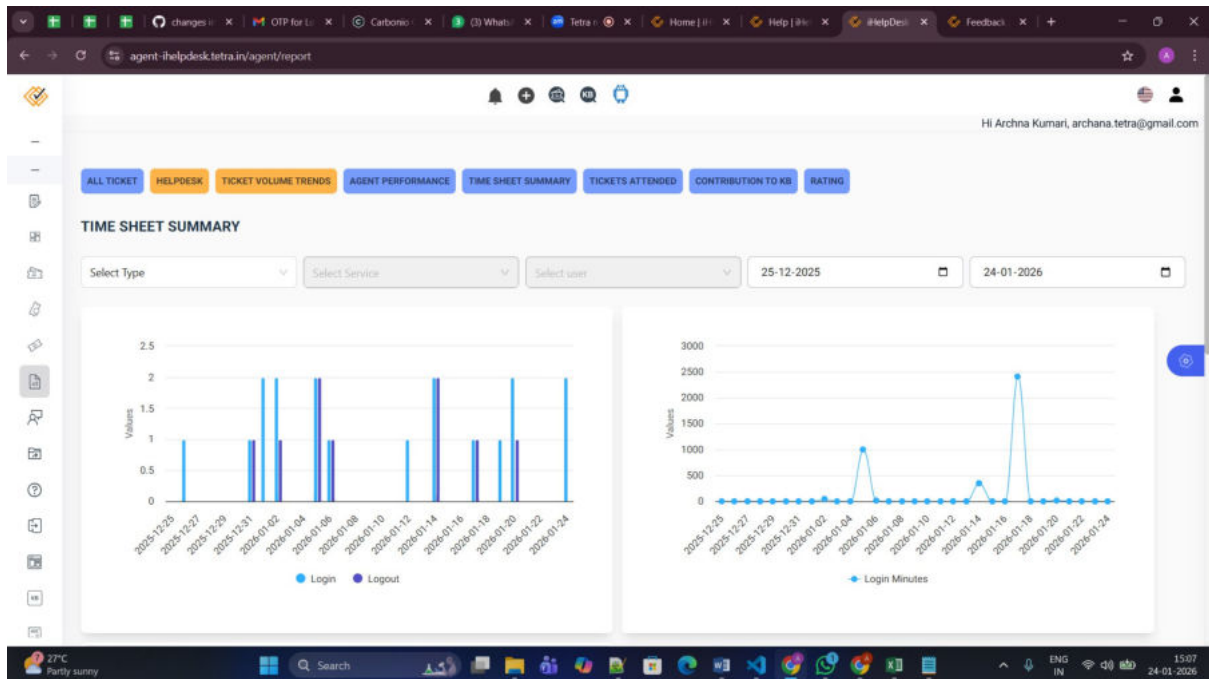 changes in
OTP for Lo
Carbonio
(3) Whats
Tetra
Home | iH
Help | iHe
iHelpDesk
Feedback
agent-ihelpdesk.tetra.in/agent/report
KB
Hi Archna Kumari, archana.tetra@gmail.com
ALL TICKET HELPDESK TICKET VOLUME TRENDS AGENT PERFORMANCE TIME SHEET SUMMARY TICKETS ATTENDED CONTRIBUTION TO KB RATING
TIME SHEET SUMMARY
Select Type Select Service Select user 25-12-2025 24-01-2026
2.5
2
1.5
1
0.5
0
Values
2025-12-25 2025-12-27 2025-12-29 2025-12-31 2026-01-02 2026-01-04 2026-01-06 2026-01-08 2026-01-10 2026-01-12 2026-01-14 2026-01-16 2026-01-18 2026-01-20 2026-01-22 2026-01-24
Login Logout
3000
2500
2000
1500
1000
500
0
Values
2025-12-25 2025-12-27 2025-12-29 2025-12-31 2026-01-02 2026-01-04 2026-01-06 2026-01-08 2026-01-10 2026-01-12 2026-01-14 2026-01-16 2026-01-18 2026-01-20 2026-01-22 2026-01-24
Login Minutes
KB
27°C
Partly sunny
Search
ENG
IN
15:07
24-01-2026